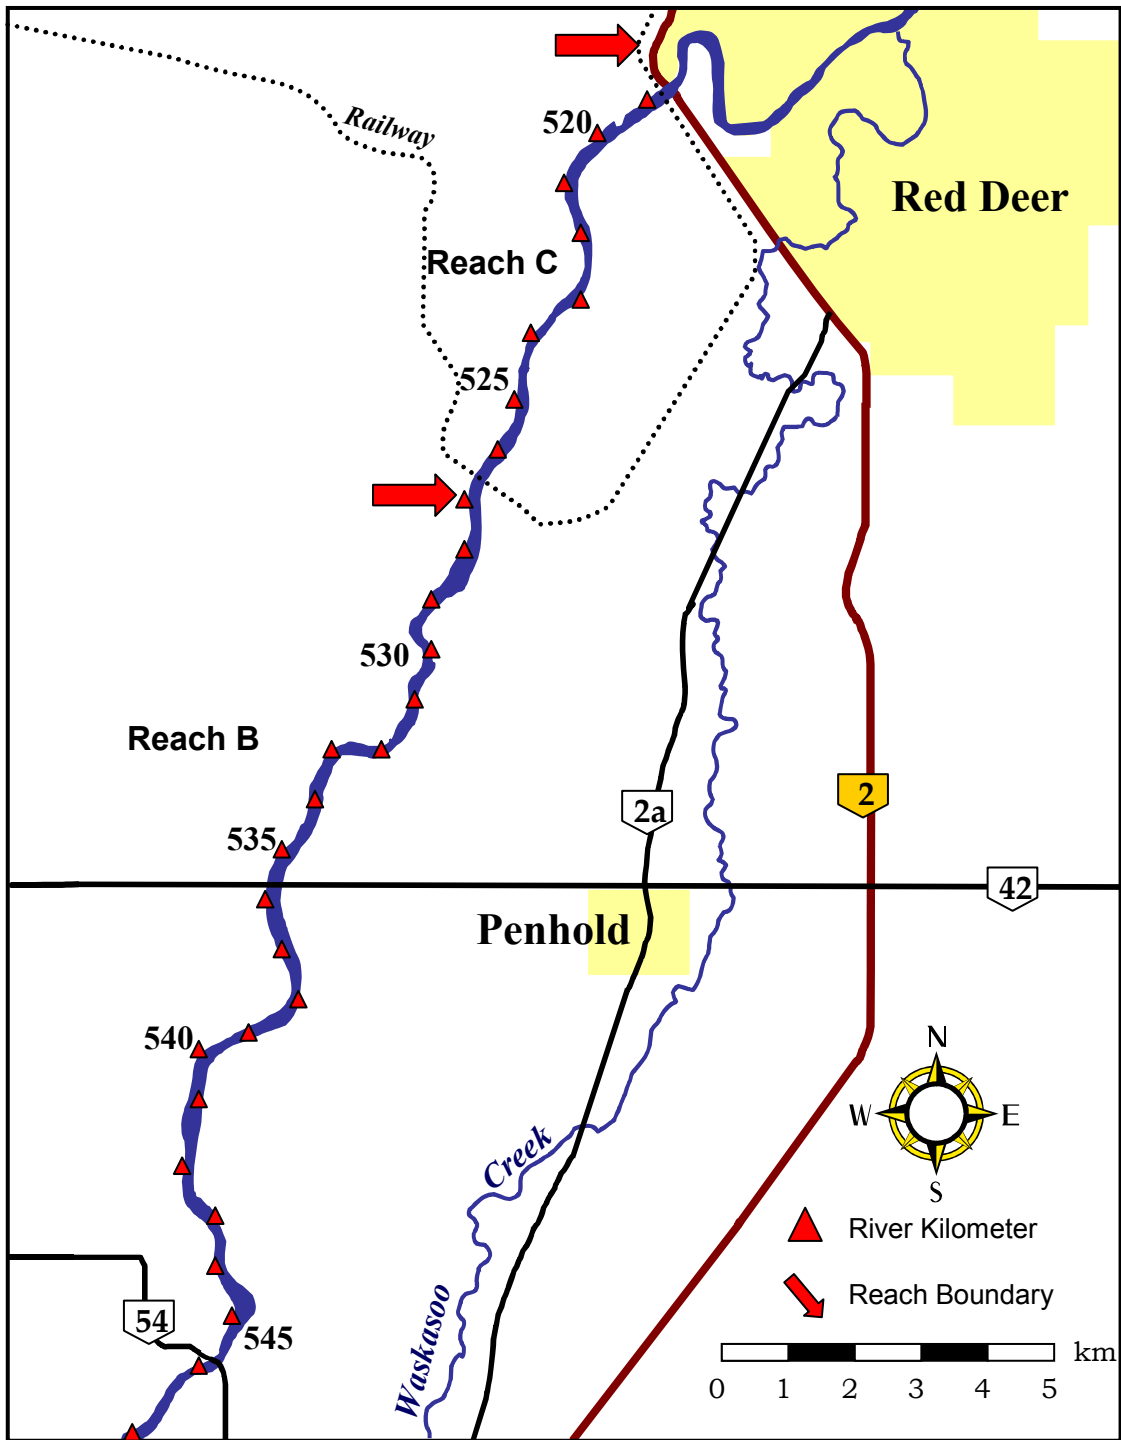 Railway
520
Red Deer
Reach C
525
530
Reach B
2
2a
535
42
Penhold
540
N
W
E
S
Creek
River Kilometer
Reach Boundary
54
545
Waskasoo
km
0 1 2 3 4 5